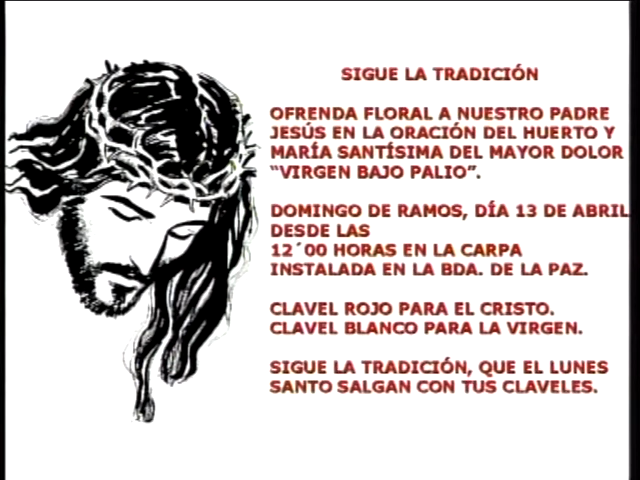 SIGUE LA TRADICIÓN
OFRENDA FLORAL A NUESTRO PADRE
JESÚS EN LA ORACIÓN DEL HUERTO Y
MARÍA SANTÍSIMA DEL MAYOR DOLOR
“VIRGEN BAJO PALIO”.
DOMINGO DE RAMOS, DÍA 13 DE ABRIL
DESDE LAS
12´00 HORAS EN LA CARPA
INSTALADA EN LA BDA. DE LA PAZ.
CLAVEL ROJO PARA EL CRISTO.
CLAVEL BLANCO PARA LA VIRGEN.
SIGUE LA TRADICIÓN, QUE EL LUNES
SANTO SALGAN CON TUS CLAVELES.